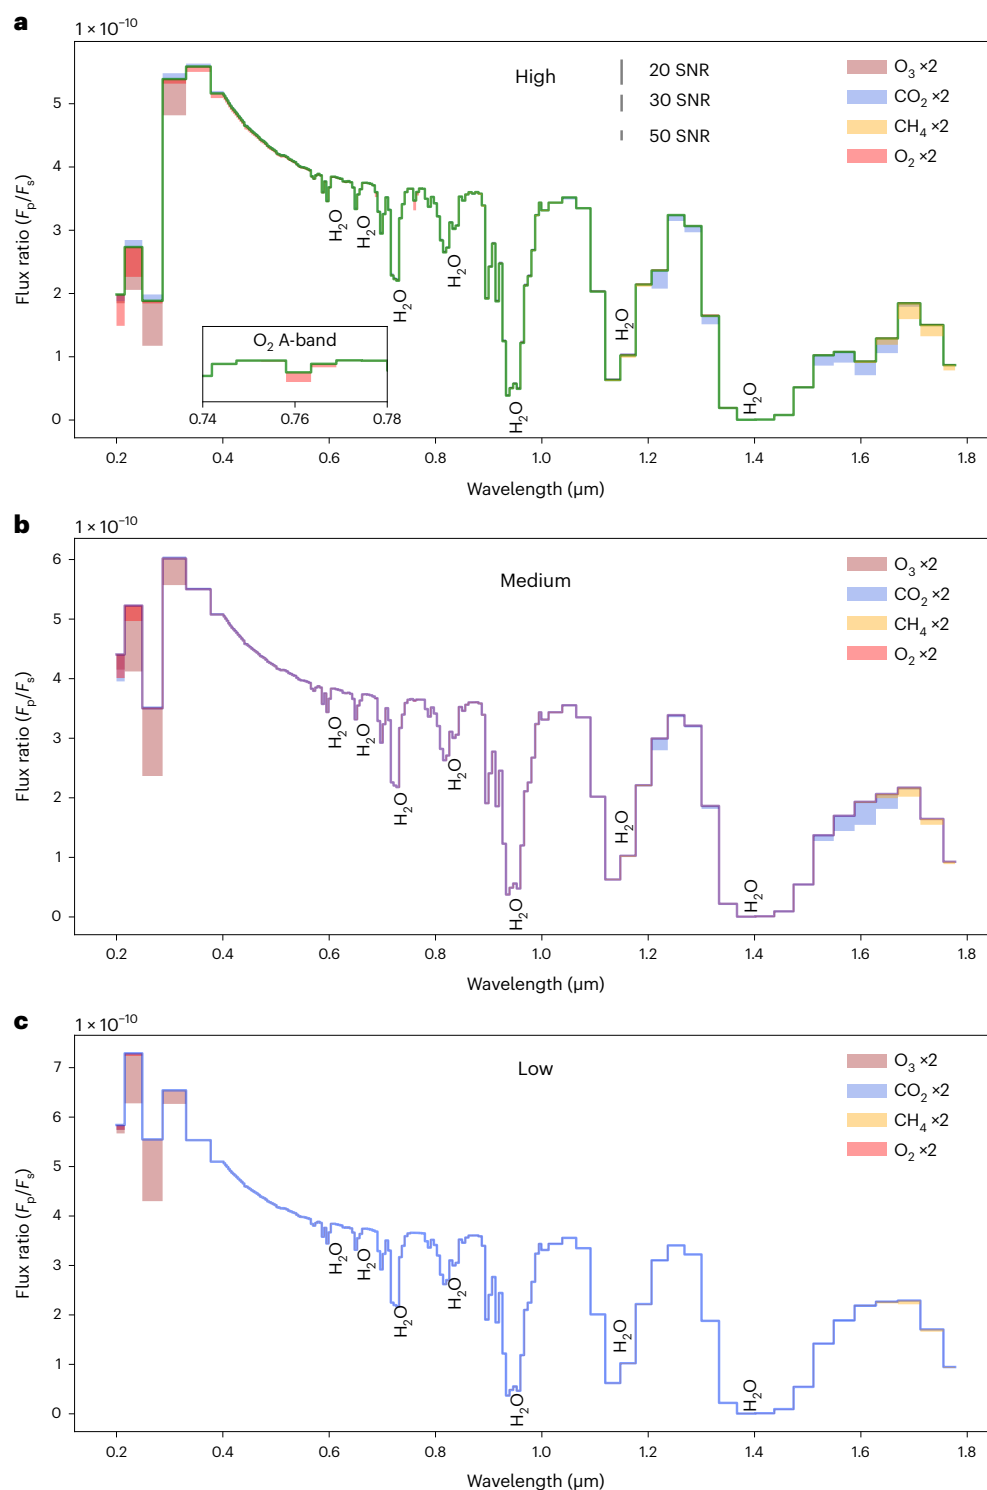 a
1 × 10⁻¹⁰
High
20 SNR
30 SNR
50 SNR
O₃ ×2
CO₂ ×2
CH₄ ×2
O₂ ×2
Flux ratio (Fₚ/Fₛ)
5
4
3
2
1
0
H₂O
H₂O
H₂O
H₂O
H₂O
H₂O
H₂O
O₂ A-band
0.74
0.76
0.78
0.2
0.4
0.6
0.8
1.0
1.2
1.4
1.6
1.8
Wavelength (µm)
b
1 × 10⁻¹⁰
Medium
O₃ ×2
CO₂ ×2
CH₄ ×2
O₂ ×2
Flux ratio (Fₚ/Fₛ)
6
5
4
3
2
1
0
H₂O
H₂O
H₂O
H₂O
H₂O
H₂O
H₂O
0.2
0.4
0.6
0.8
1.0
1.2
1.4
1.6
1.8
Wavelength (µm)
c
1 × 10⁻¹⁰
Low
O₃ ×2
CO₂ ×2
CH₄ ×2
O₂ ×2
Flux ratio (Fₚ/Fₛ)
7
6
5
4
3
2
1
0
H₂O
H₂O
H₂O
H₂O
H₂O
H₂O
H₂O
0.2
0.4
0.6
0.8
1.0
1.2
1.4
1.6
1.8
Wavelength (µm)